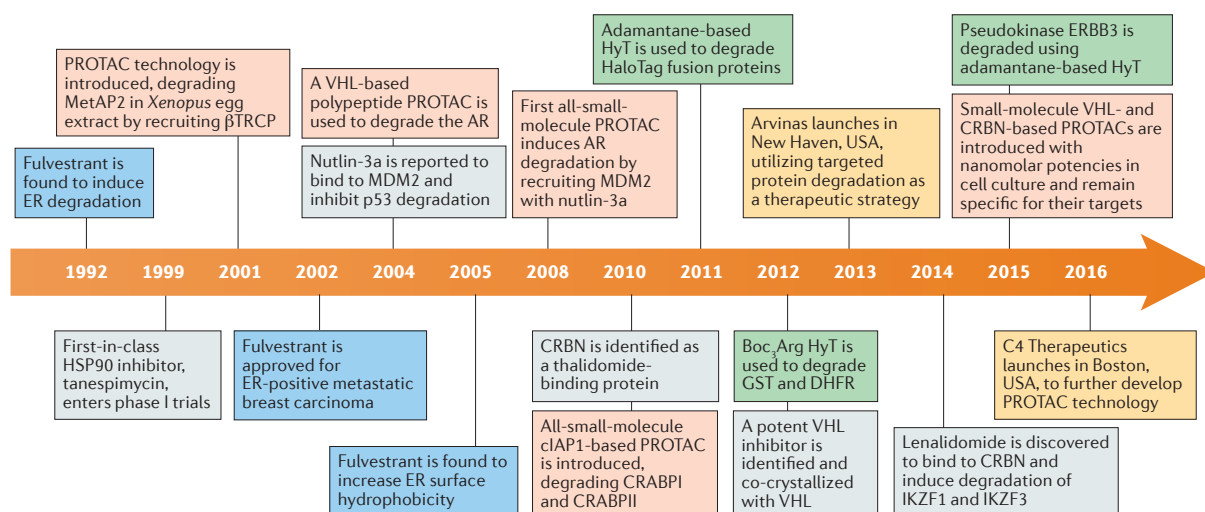 Fulvestrant is
found to induce
ER degradation
PROTAC technology is
introduced, degrading
MetAP2 in Xenopus egg
extract by recruiting βTRCP
A VHL-based
polypeptide PROTAC is
used to degrade the AR
Nutlin-3a is reported to
bind to MDM2 and
inhibit p53 degradation
First all-small-
molecule PROTAC
induces AR
degradation by
recruiting MDM2
with nutlin-3a
Adamantane-based
HyT is used to degrade
HaloTag fusion proteins
Arvinas launches in
New Haven, USA,
utilizing targeted
protein degradation as
a therapeutic strategy
Pseudokinase ERBB3 is
degraded using
adamantane-based HyT
Small-molecule VHL- and
CRBN-based PROTACs are
introduced with
nanomolar potencies in
cell culture and remain
specific for their targets
1992 1999 2001 2002 2004 2005 2008 2010 2011 2012 2013 2014 2015 2016
First-in-class
HSP90 inhibitor,
tanespimycin,
enters phase I trials
Fulvestrant is
approved for
ER-positive metastatic
breast carcinoma
Fulvestrant is found to
increase ER surface
hydrophobicity
CRBN is identified as
a thalidomide-
binding protein
All-small-molecule
cIAP1-based PROTAC
is introduced,
degrading CRABPI
and CRABPII
Boc₃Arg HyT is
used to degrade
GST and DHFR
A potent VHL
inhibitor is
identified and
co-crystallized
with VHL
Lenalidomide is discovered
to bind to CRBN and
induce degradation of
IKZF1 and IKZF3
C4 Therapeutics
launches in Boston,
USA, to further develop
PROTAC technology